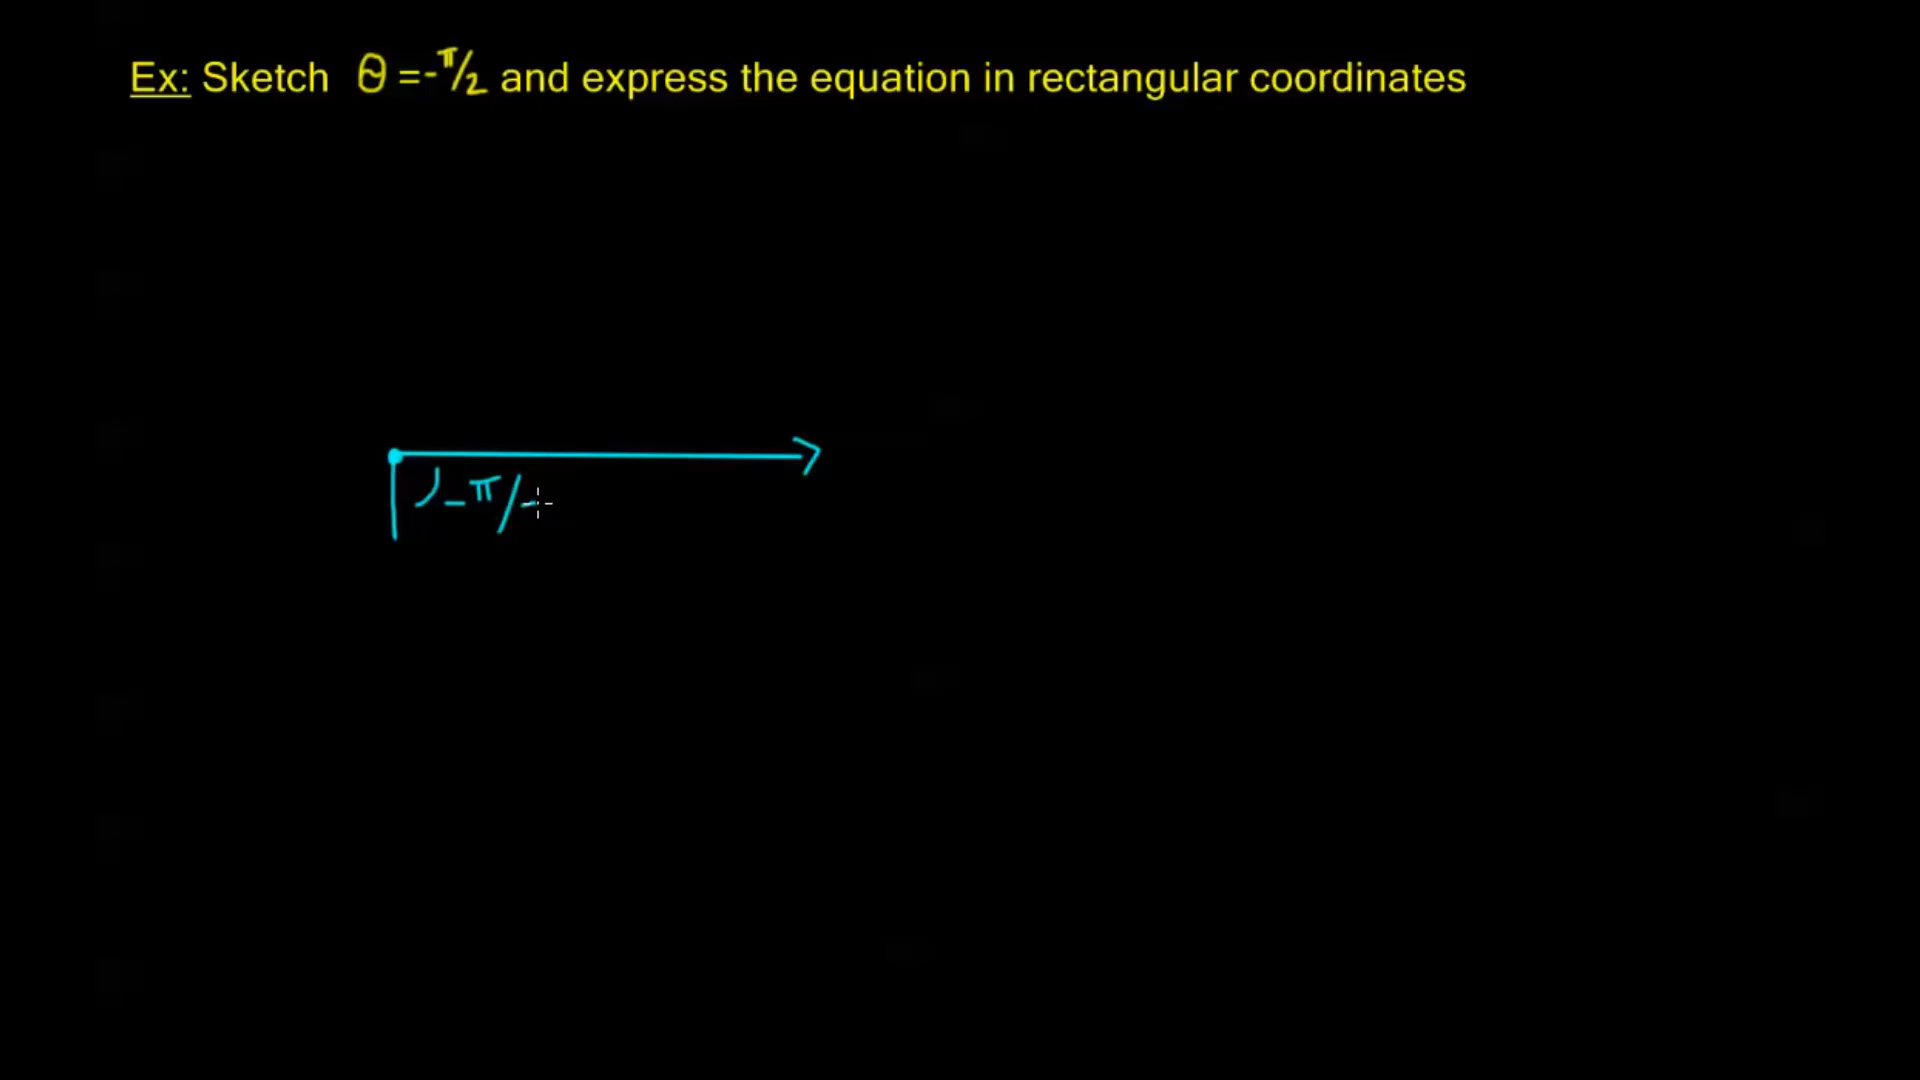 Ex: Sketch θ = -π/2 and express the equation in rectangular coordinates
-π/